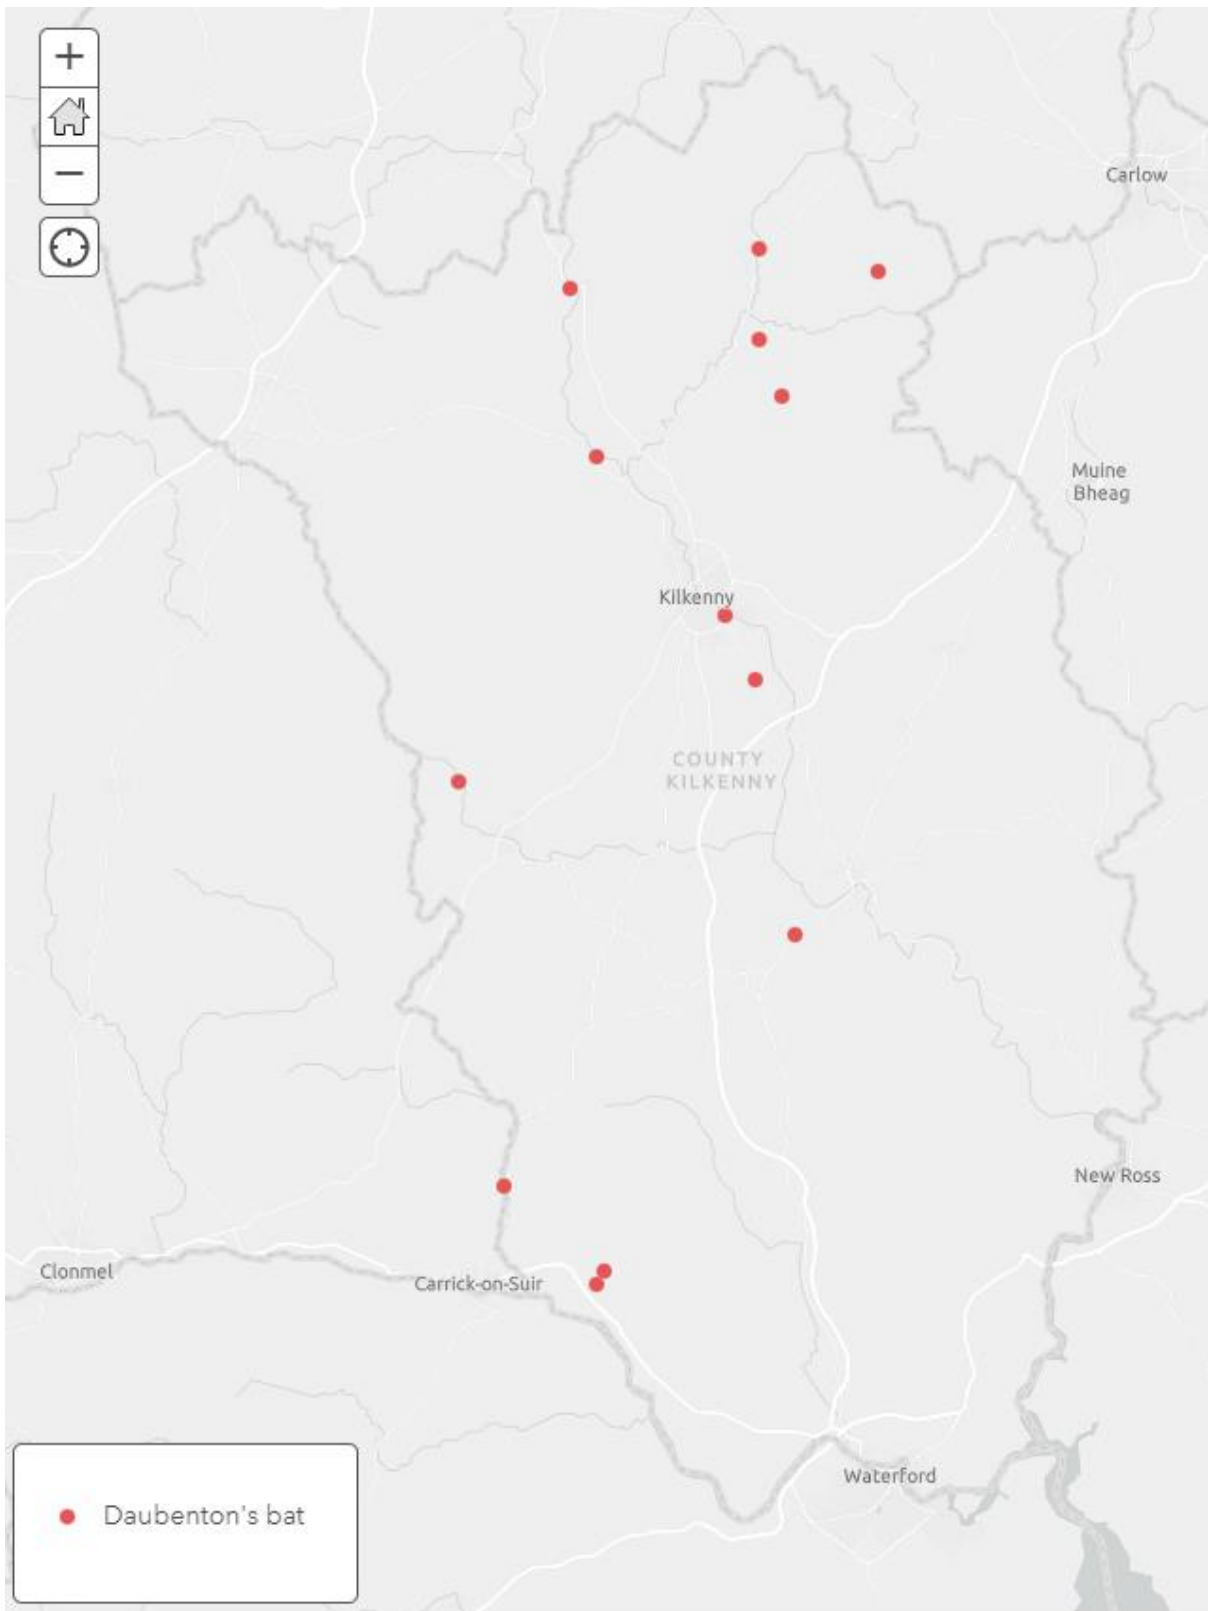 +
−
Carlow
Muine
Bheag
Kilkenny
COUNTY
KILKENNY
New Ross
Clonmel
Carrick-on-Suir
Waterford
Daubenton's bat